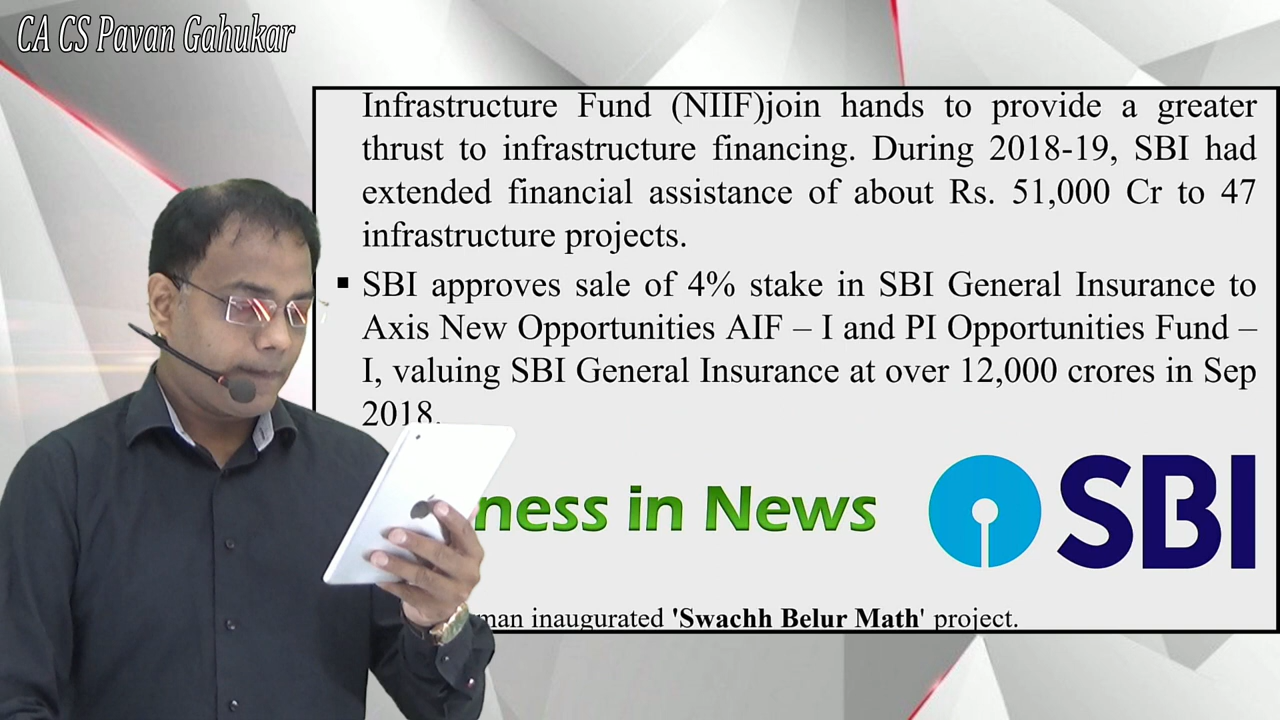 CA CS Pavan Gahukar
Infrastructure Fund (NIIF)join hands to provide a greater
thrust to infrastructure financing. During 2018-19, SBI had
extended financial assistance of about Rs. 51,000 Cr to 47
infrastructure projects.
▪ SBI approves sale of 4% stake in SBI General Insurance to
Axis New Opportunities AIF – I and PI Opportunities Fund –
I, valuing SBI General Insurance at over 12,000 crores in Sep
2018.
ness in News
SBI
man inaugurated 'Swachh Belur Math' project.